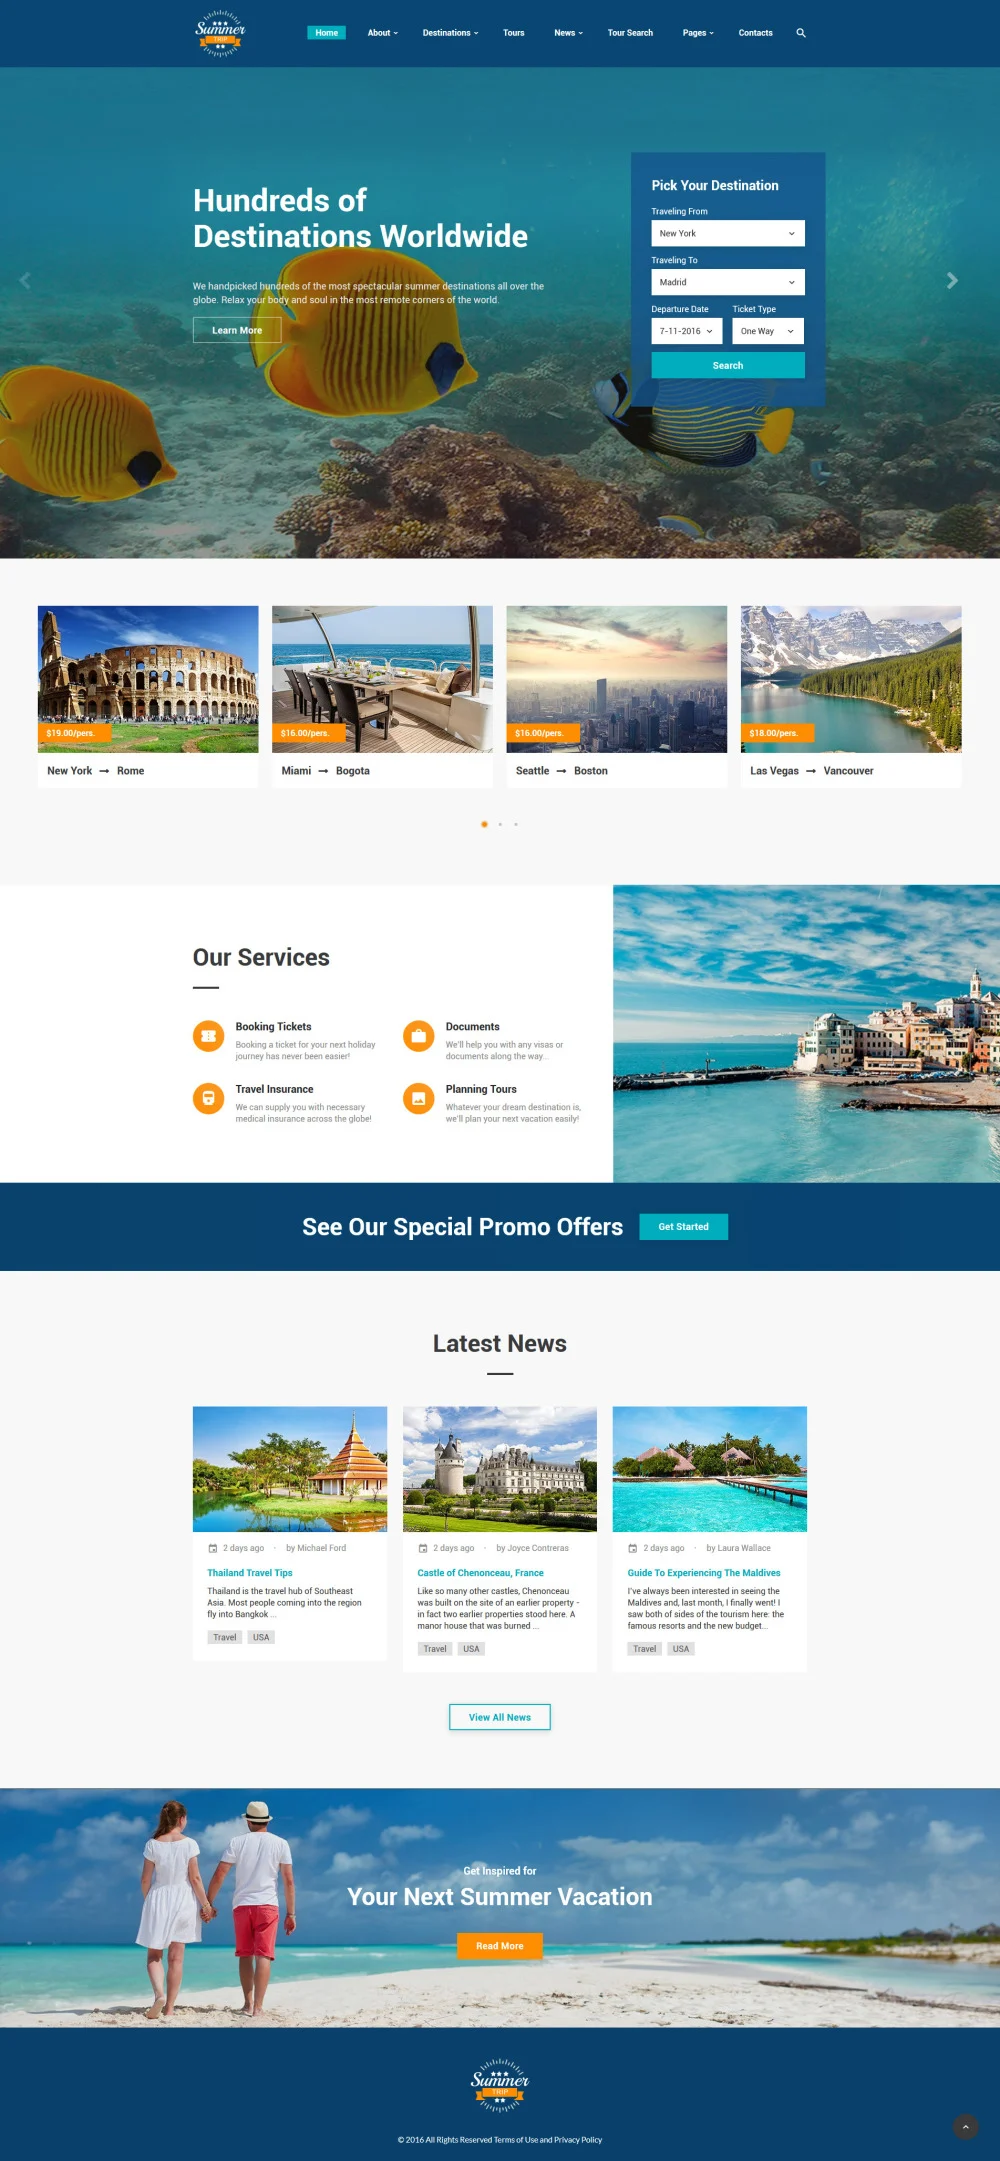 Summer
TRIP
Home
About
Destinations
Tours
News
Tour Search
Pages
Contacts
Hundreds of
Destinations Worldwide
We handpicked hundreds of the most spectacular summer destinations all over the
globe. Relax your body and soul in the most remote corners of the world.
Learn More
Pick Your Destination
Traveling From
New York
Traveling To
Madrid
Departure Date Ticket Type
7-11-2016 One Way
Search
$19.00/pers.
New York → Rome
$16.00/pers.
Miami → Bogota
$16.00/pers.
Seattle → Boston
$18.00/pers.
Las Vegas → Vancouver
Our Services
Booking Tickets
Booking a ticket for your next holiday
journey has never been easier!
Documents
We'll help you with any visas or
documents along the way...
Travel Insurance
We can supply you with necessary
medical insurance across the globe!
Planning Tours
Whatever your dream destination is,
we'll plan your next vacation easily!
See Our Special Promo Offers
Get Started
Latest News
2 days ago · by Michael Ford
Thailand Travel Tips
Thailand is the travel hub of Southeast
Asia. Most people coming into the region
fly into Bangkok ...
Travel USA
2 days ago · by Joyce Contreras
Castle of Chenonceau, France
Like so many other castles, Chenonceau
was built on the site of an earlier property -
in fact two earlier properties stood here. A
manor house that was burned ...
Travel USA
2 days ago · by Laura Wallace
Guide To Experiencing The Maldives
I've always been interested in seeing the
Maldives and, last month, I finally went! I
saw both of sides of the tourism here: the
famous resorts and the new budget...
Travel USA
View All News
Get Inspired for
Your Next Summer Vacation
Read More
Summer
TRIP
© 2016 All Rights Reserved Terms of Use and Privacy Policy